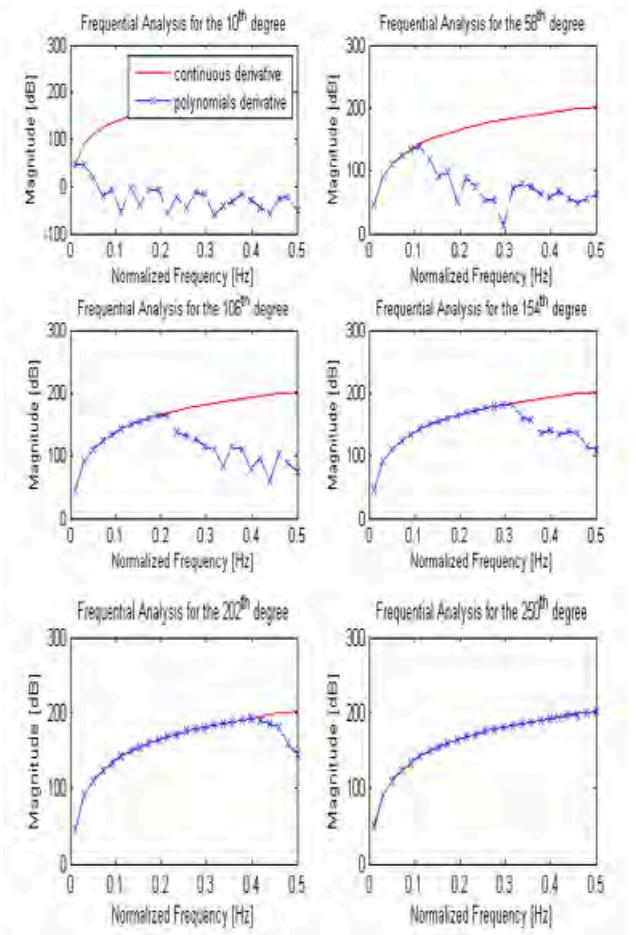 Frequential Analysis for the 10th degree
300
200
100
0
-100
Magnitude [dB]
continuous derivative
polynomials derivative
0 0.1 0.2 0.3 0.4 0.5
Normalized Frequency [Hz]
Frequential Analysis for the 58th degree
300
200
100
0
Magnitude [dB]
0 0.1 0.2 0.3 0.4 0.5
Normalized Frequency [Hz]
Frequential Analysis for the 106th degree
300
200
100
0
Magnitude [dB]
0 0.1 0.2 0.3 0.4 0.5
Normalized Frequency [Hz]
Frequential Analysis for the 154th degree
300
200
100
0
Magnitude [dB]
0 0.1 0.2 0.3 0.4 0.5
Normalized Frequency [Hz]
Frequential Analysis for the 202th degree
300
200
100
0
Magnitude [dB]
0 0.1 0.2 0.3 0.4 0.5
Normalized Frequency [Hz]
Frequential Analysis for the 250th degree
300
200
100
0
Magnitude [dB]
0 0.1 0.2 0.3 0.4 0.5
Normalized Frequency [Hz]